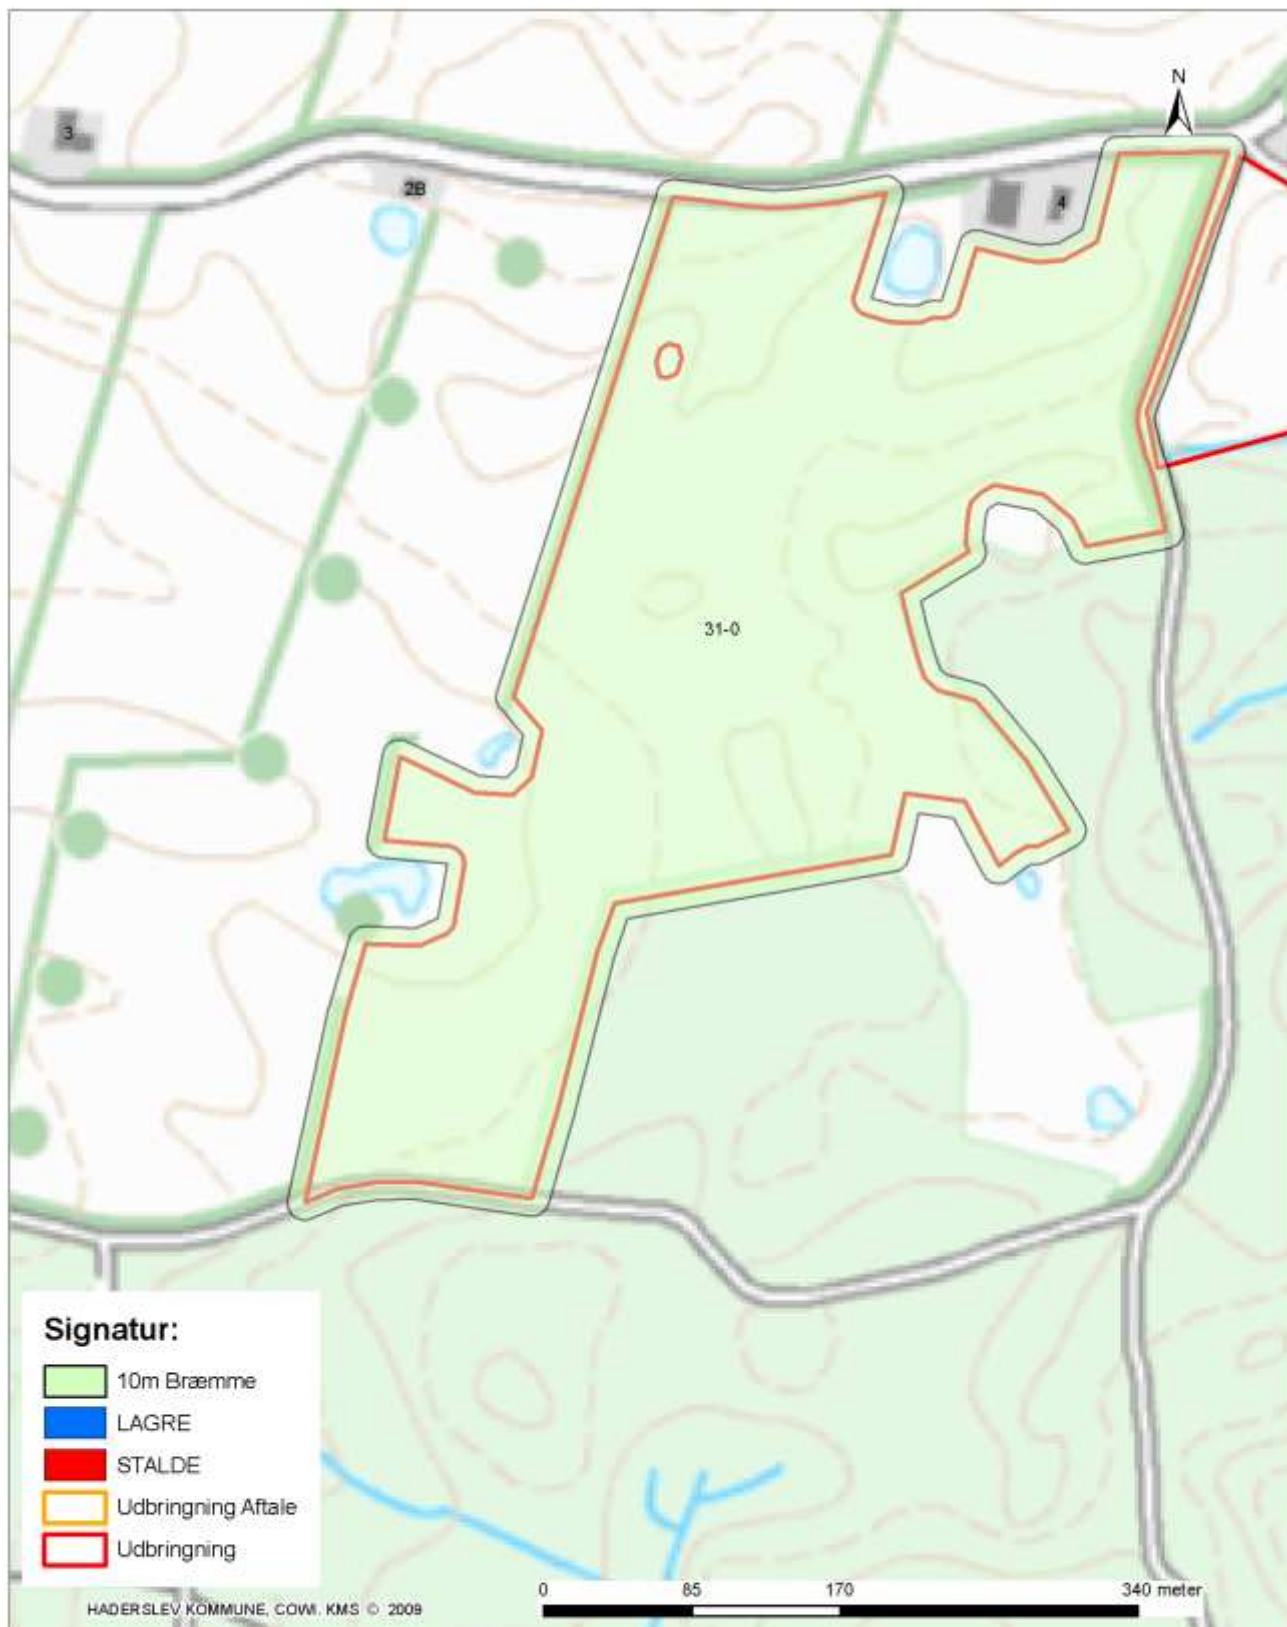 N
3
2B
4
31-0
Signatur:
10m Bræmme
LAGRE
STALDE
Udbringning Aftale
Udbringning
0 85 170 340 meter
HADERSLEV KOMMUNE, COWI. KMS © 2009